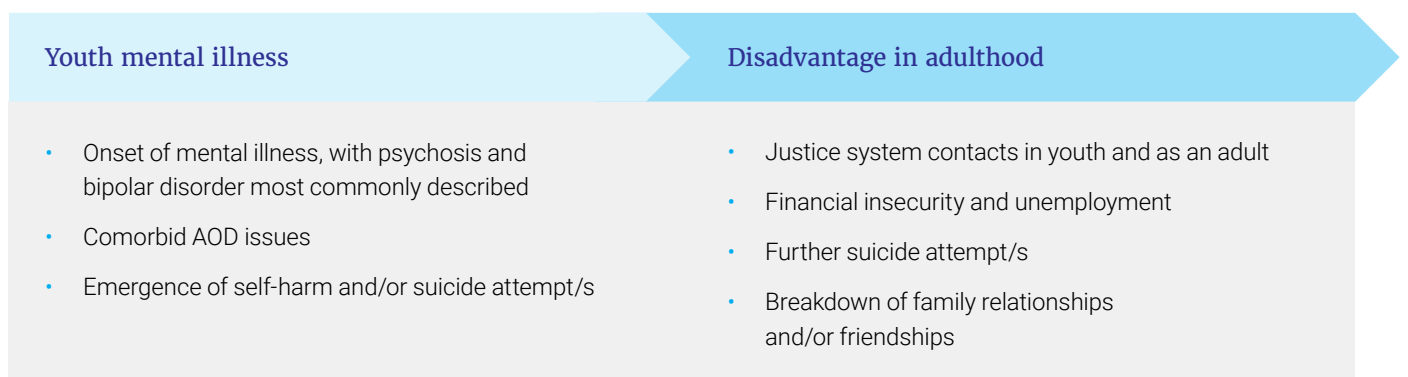 Youth mental illness
• Onset of mental illness, with psychosis and
bipolar disorder most commonly described
• Comorbid AOD issues
• Emergence of self-harm and/or suicide attempt/s
Disadvantage in adulthood
• Justice system contacts in youth and as an adult
• Financial insecurity and unemployment
• Further suicide attempt/s
• Breakdown of family relationships
and/or friendships